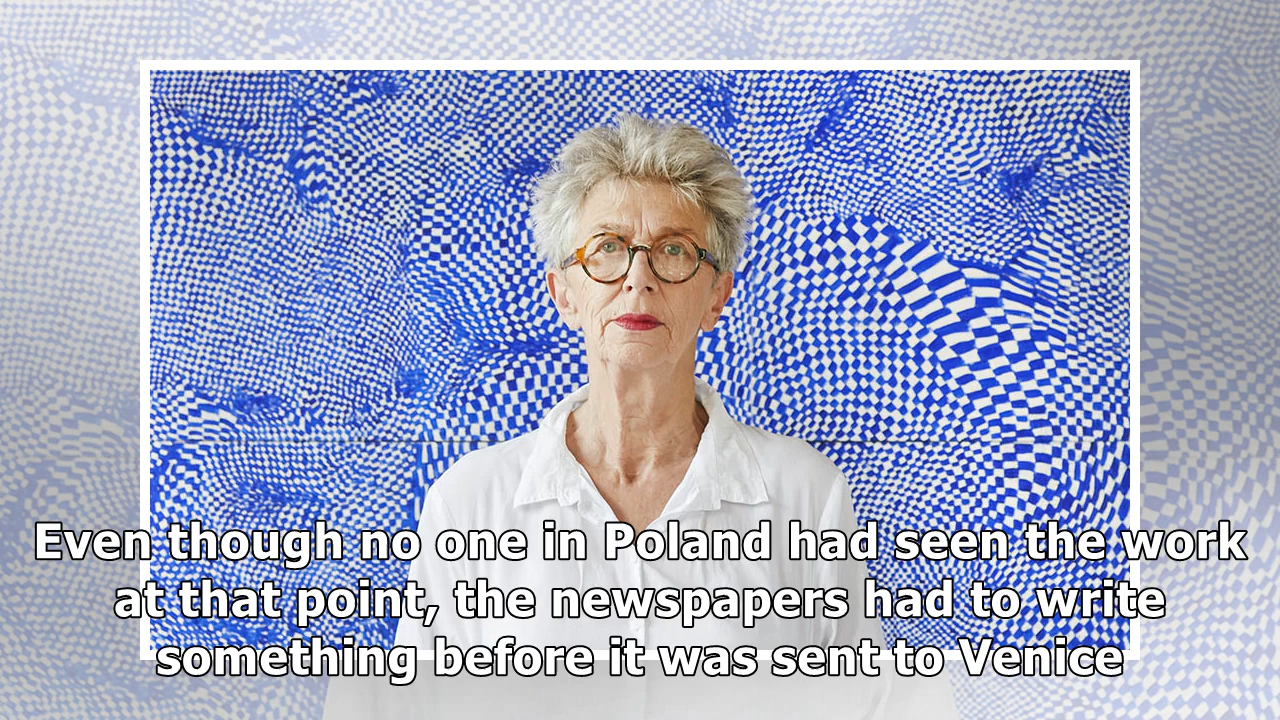 Even though no one in Poland had seen the work
at that point, the newspapers had to write
something before it was sent to Venice